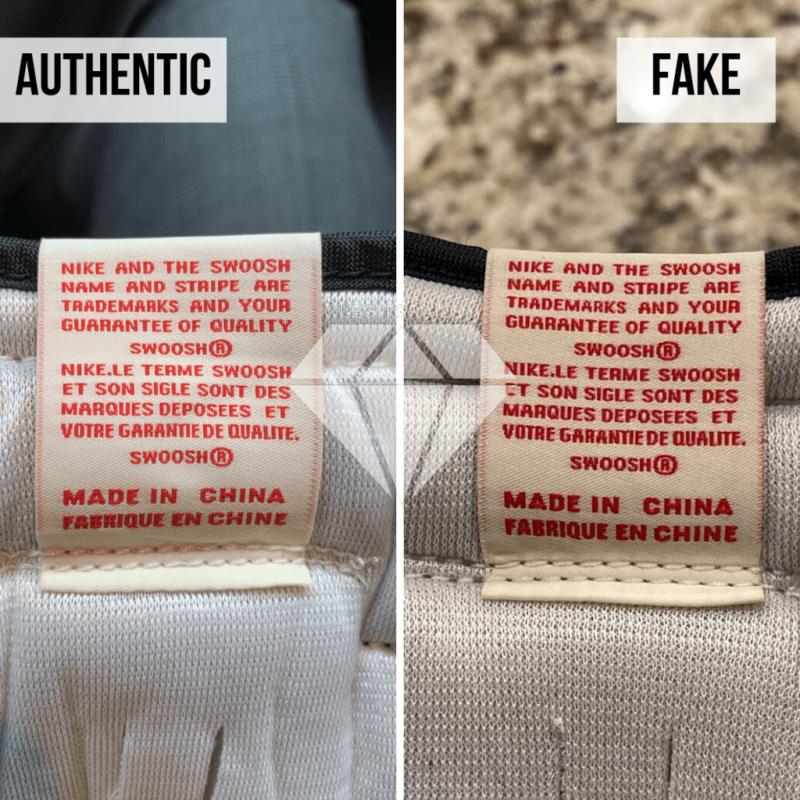 AUTHENTIC
NIKE AND THE SWOOSH
NAME AND STRIPE ARE
TRADEMARKS AND YOUR
GUARANTEE OF QUALITY
SWOOSH®
NIKE.LE TERME SWOOSH
ET SON SIGLE SONT DES
MARQUES DEPOSEES ET
VOTRE GARANTIE DE QUALITE.
SWOOSH®
MADE IN CHINA
FABRIQUE EN CHINE
FAKE
NIKE AND THE SWOOSH
NAME AND STRIPE ARE
TRADEMARKS AND YOUR
GUARANTEE OF QUALITY
SWOOSH®
NIKE.LE TERME SWOOSH
ET SON SIGLE SONT DES
MARQUES DEPOSEES ET
VOTRE GARANTIE DE QUALITE.
SWOOSH®
MADE IN CHINA
FABRIQUE EN CHINE